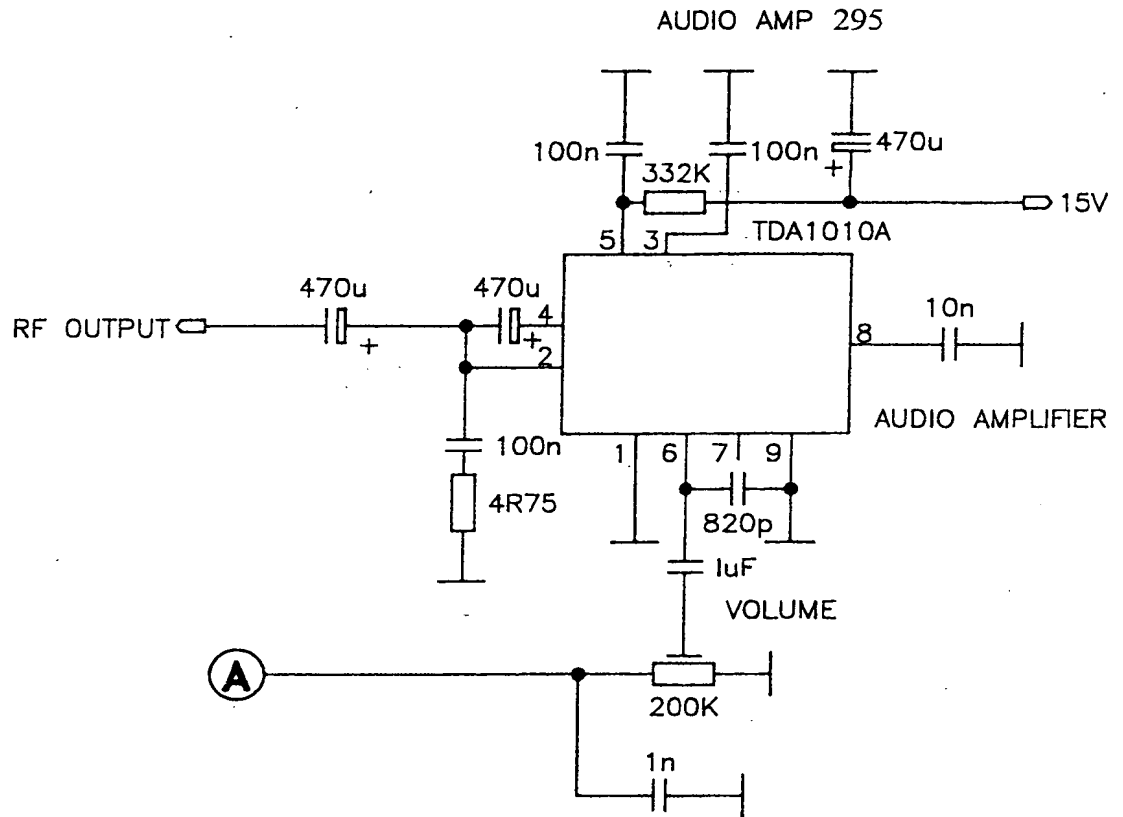 AUDIO AMP 295
100n
100n
470u
+
332K
15V
5
3
TDA1010A
470u
470u
RF OUTPUT
4
+
+
2
8
10n
AUDIO AMPLIFIER
100n
1
6
7
9
4R75
820p
1uF
VOLUME
A
200K
1n